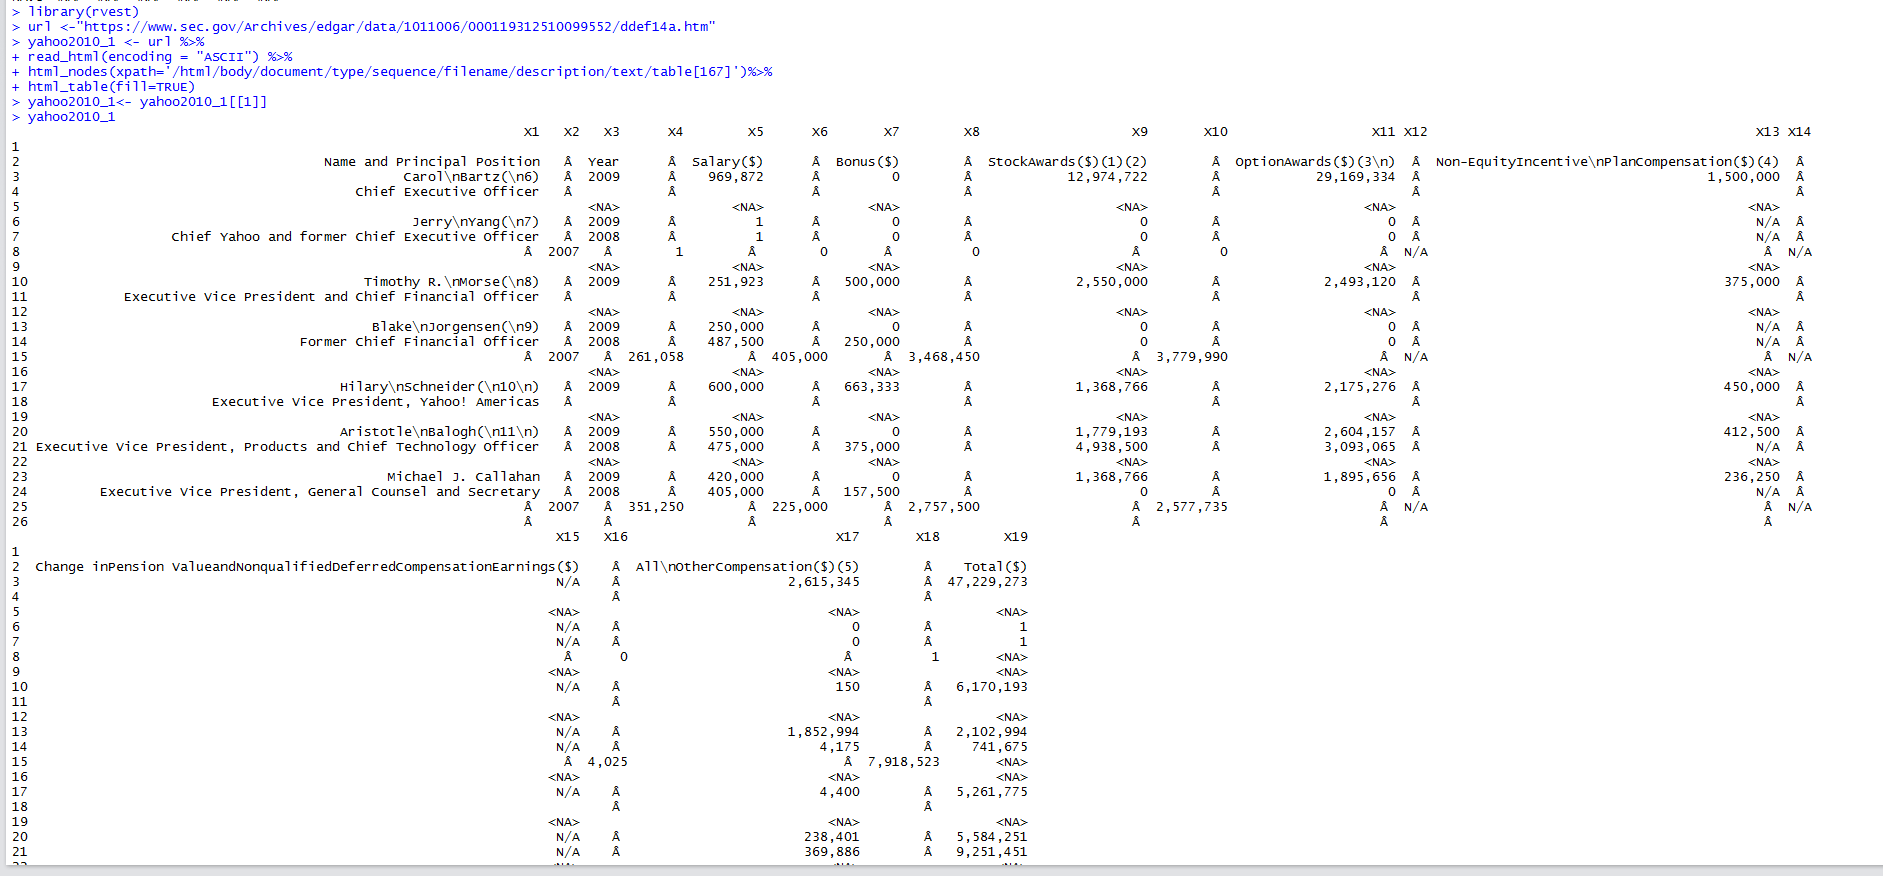 > library(rvest)
> url <-"https://www.sec.gov/Archives/edgar/data/1011006/000119312510099552/ddef14a.htm"
> yahoo2010_1 <- url %>%
+ read_html(encoding = "ASCII") %>%
+ html_nodes(xpath='/html/body/document/type/sequence/filename/description/text/table[167]')%>%
+ html_table(fill=TRUE)
> yahoo2010_1<- yahoo2010_1[[1]]
> yahoo2010_1
X1 X2 X3 X4 X5 X6 X7 X8 X9 X10 X11 X12 X13 X14
1
2 Name and Principal Position Â Year Â Salary($) Â Bonus($) Â StockAwards($)(1)(2) Â OptionAwards($)(3\n) Â Non-EquityIncentive\nPlanCompensation($)(4) Â
3 Carol\nBartz(\n6) Â 2009 Â 969,872 Â 0 Â 12,974,722 Â 29,169,334 Â 1,500,000 Â
4 Chief Executive Officer Â Â Â Â Â Â Â
5 <NA> <NA> <NA> <NA> <NA> <NA>
6 Jerry\nYang(\n7) Â 2009 Â 1 Â 0 Â 0 Â 0 Â N/A Â
7 Chief Yahoo and former Chief Executive Officer Â 2008 Â 1 Â 0 Â 0 Â 0 Â N/A Â
8 Â 2007 Â 1 Â 0 Â 0 Â 0 Â N/A Â N/A
9 <NA> <NA> <NA> <NA> <NA> <NA>
10 Timothy R.\nMorse(\n8) Â 2009 Â 251,923 Â 500,000 Â 2,550,000 Â 2,493,120 Â 375,000 Â
11 Executive Vice President and Chief Financial Officer Â Â Â Â Â Â Â
12 <NA> <NA> <NA> <NA> <NA> <NA>
13 Blake\nJorgensen(\n9) Â 2009 Â 250,000 Â 0 Â 0 Â 0 Â N/A Â
14 Former Chief Financial Officer Â 2008 Â 487,500 Â 250,000 Â 0 Â 0 Â N/A Â
15 Â 2007 Â 261,058 Â 405,000 Â 3,468,450 Â 3,779,990 Â N/A Â N/A
16 <NA> <NA> <NA> <NA> <NA> <NA>
17 Hilary\nSchneider(\n10\n) Â 2009 Â 600,000 Â 663,333 Â 1,368,766 Â 2,175,276 Â 450,000 Â
18 Executive Vice President, Yahoo! Americas Â Â Â Â Â Â Â
19 <NA> <NA> <NA> <NA> <NA> <NA>
20 Aristotle\nBalogh(\n11\n) Â 2009 Â 550,000 Â 0 Â 1,779,193 Â 2,604,157 Â 412,500 Â
21 Executive Vice President, Products and Chief Technology Officer Â 2008 Â 475,000 Â 375,000 Â 4,938,500 Â 3,093,065 Â N/A Â
22 <NA> <NA> <NA> <NA> <NA> <NA>
23 Michael J. Callahan Â 2009 Â 420,000 Â 0 Â 1,368,766 Â 1,895,656 Â 236,250 Â
24 Executive Vice President, General Counsel and Secretary Â 2008 Â 405,000 Â 157,500 Â 0 Â 0 Â N/A Â
25 Â 2007 Â 351,250 Â 225,000 Â 2,757,500 Â 2,577,735 Â N/A Â N/A
26 Â Â Â Â Â Â Â
X15 X16 X17 X18 X19
1
2 Change inPension ValueandNonqualifiedDeferredCompensationEarnings($) Â All\nOtherCompensation($)(5) Â Total($)
3 N/A Â 2,615,345 Â 47,229,273
4 Â Â
5 <NA> <NA> <NA>
6 N/A Â 0 Â 1
7 N/A Â 0 Â 1
8 Â 0 Â 1 <NA>
9 <NA> <NA> <NA>
10 N/A Â 150 Â 6,170,193
11 Â Â
12 <NA> <NA> <NA>
13 N/A Â 1,852,994 Â 2,102,994
14 N/A Â 4,175 Â 741,675
15 Â 4,025 Â 7,918,523 <NA>
16 <NA> <NA> <NA>
17 N/A Â 4,400 Â 5,261,775
18 Â Â
19 <NA> <NA> <NA>
20 N/A Â 238,401 Â 5,584,251
21 N/A Â 369,886 Â 9,251,451